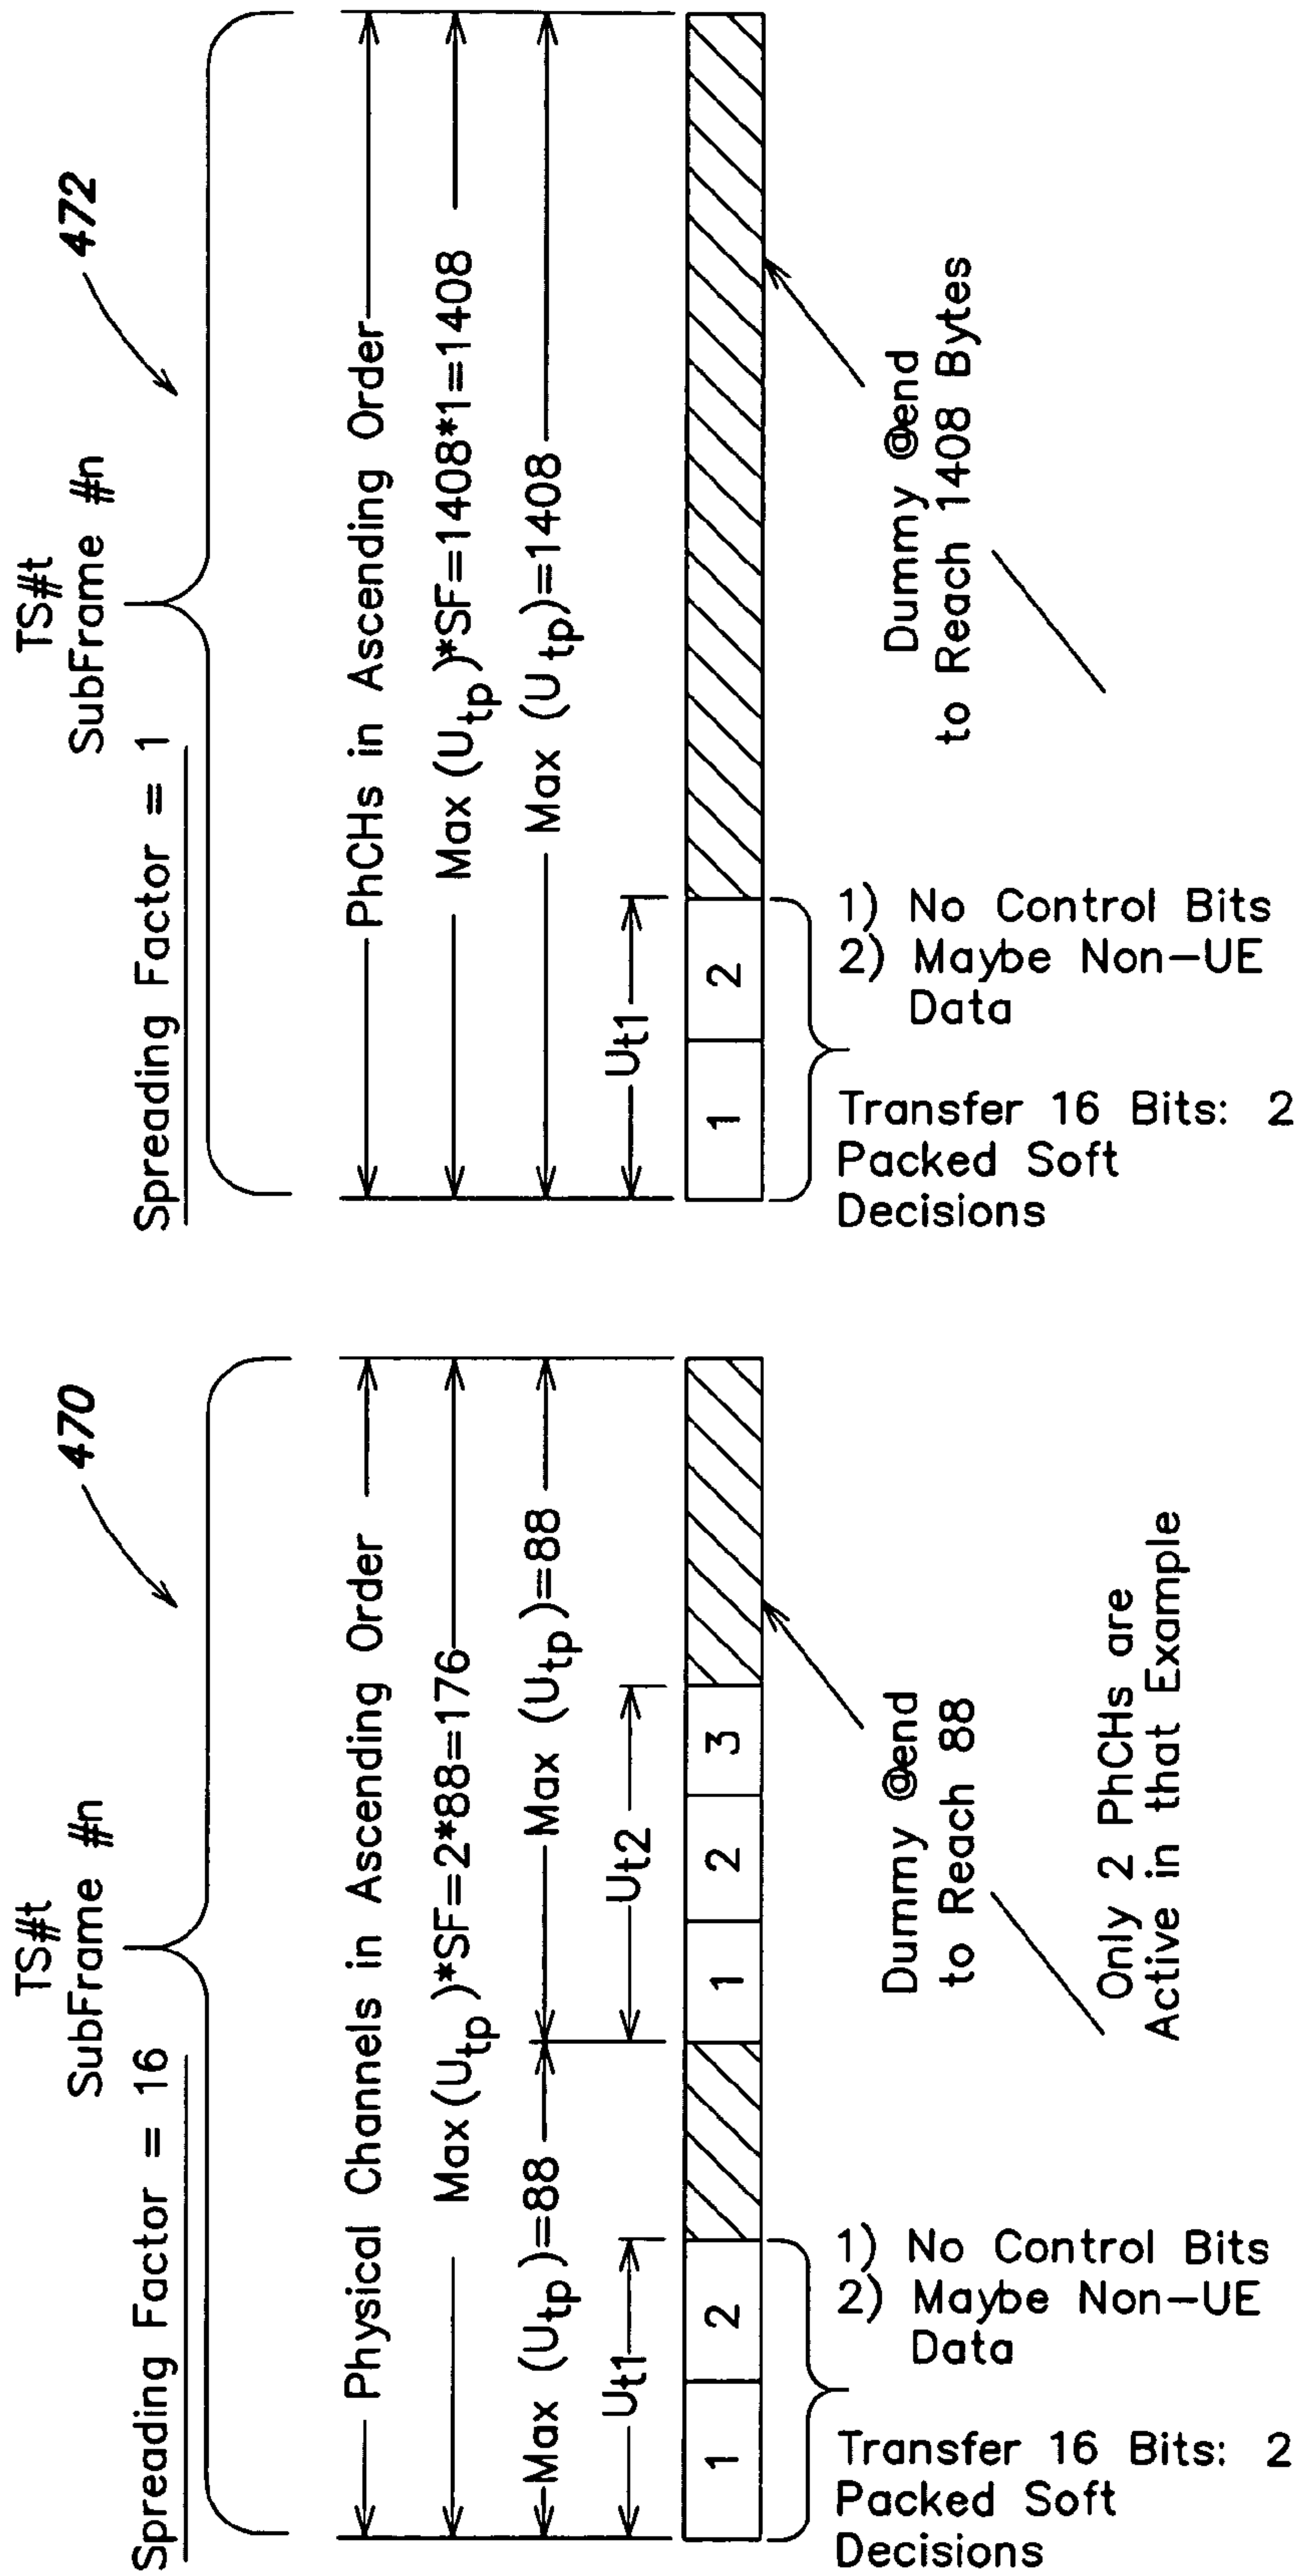 TS#t
SubFrame #n
470
Spreading Factor = 16
Physical Channels in Ascending Order
Max(Utp)*SF=2*88=176
Max (Utp)=88
Max (Utp)=88
Ut1
Ut2
1
2
1
2
3
1) No Control Bits
2) Maybe Non-UE
Data
Transfer 16 Bits: 2
Packed Soft
Decisions
Dummy @end
to Reach 88
Only 2 PhCHs are
Active in that Example
TS#t
SubFrame #n
472
Spreading Factor = 1
PhCHs in Ascending Order
Max (Utp)*SF=1408*1=1408
Max (Utp)=1408
Ut1
1
2
1) No Control Bits
2) Maybe Non-UE
Data
Transfer 16 Bits: 2
Packed Soft
Decisions
Dummy @end
to Reach 1408 Bytes